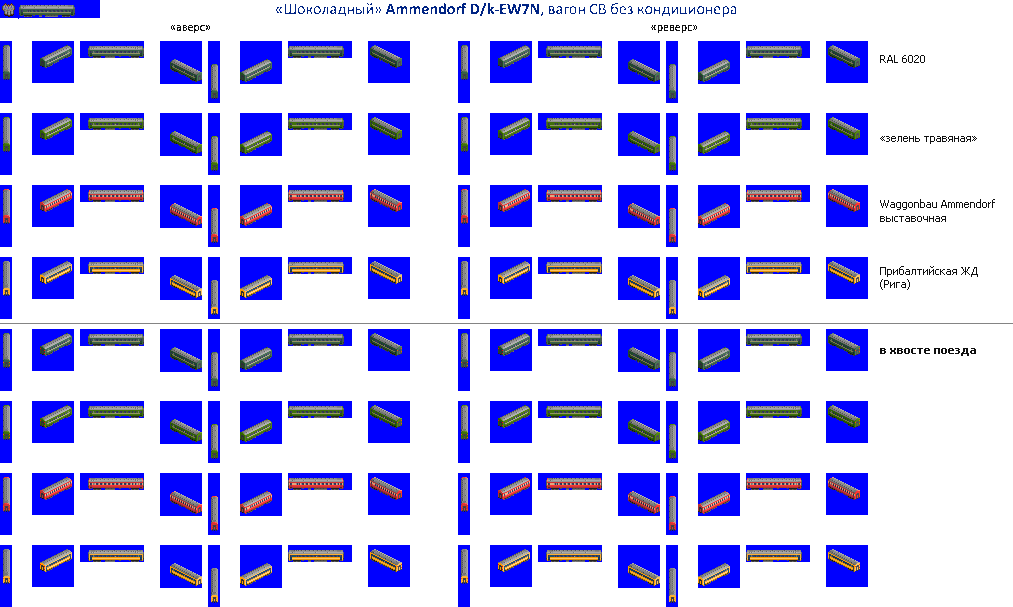 «Шоколадный» Ammendorf D/k-EW7N, вагон СВ без кондиционера
«аверс»
«реверс»
RAL 6020
«зелень травяная»
Waggonbau Ammendorf
выставочная
Прибалтийская ЖД
(Рига)
в хвосте поезда